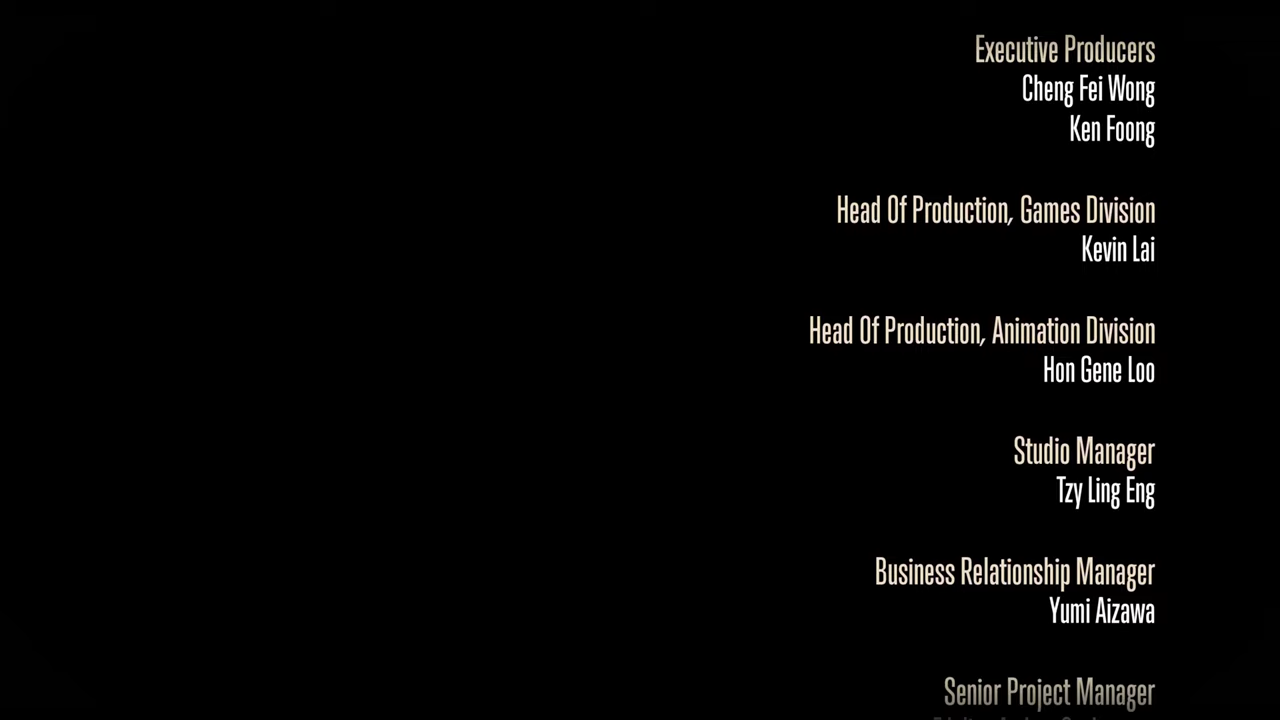 Executive Producers
Cheng Fei Wong
Ken Foong
Head Of Production, Games Division
Kevin Lai
Head Of Production, Animation Division
Hon Gene Loo
Studio Manager
Tzy Ling Eng
Business Relationship Manager
Yumi Aizawa
Senior Project Manager